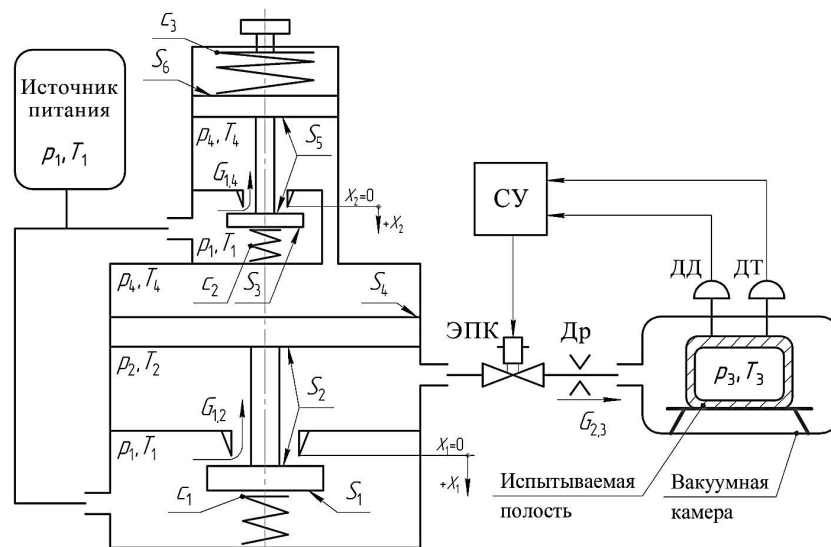 c₃
S₆
Источник
питания
p₁, T₁
p₄, T₄
S₅
G₁,₄
X₂=0
+X₂
p₁, T₁
c₂
S₃
p₄, T₄
S₄
СУ
ДД
ДТ
ЭПК
Др
p₂, T₂
S₂
p₃, T₃
G₁,₂
G₂,₃
p₁, T₁
X₁=0
+X₁
c₁
S₁
Испытываемая
полость
Вакуумная
камера